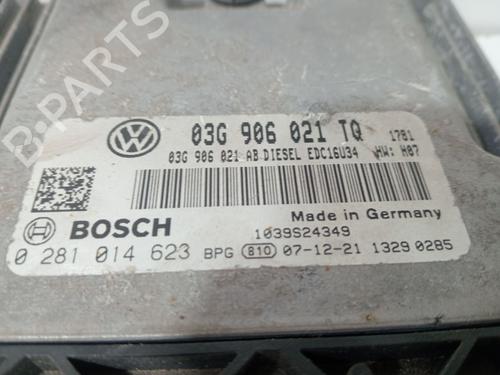 03G 906 021 TQ 1781
03G 906 021 AB DIESEL EDC16U34 HW: H07
Made in Germany
BOSCH 1039S24349
0 281 014 623 BPG 810 07-12-21 1329 0285
B-PARTS